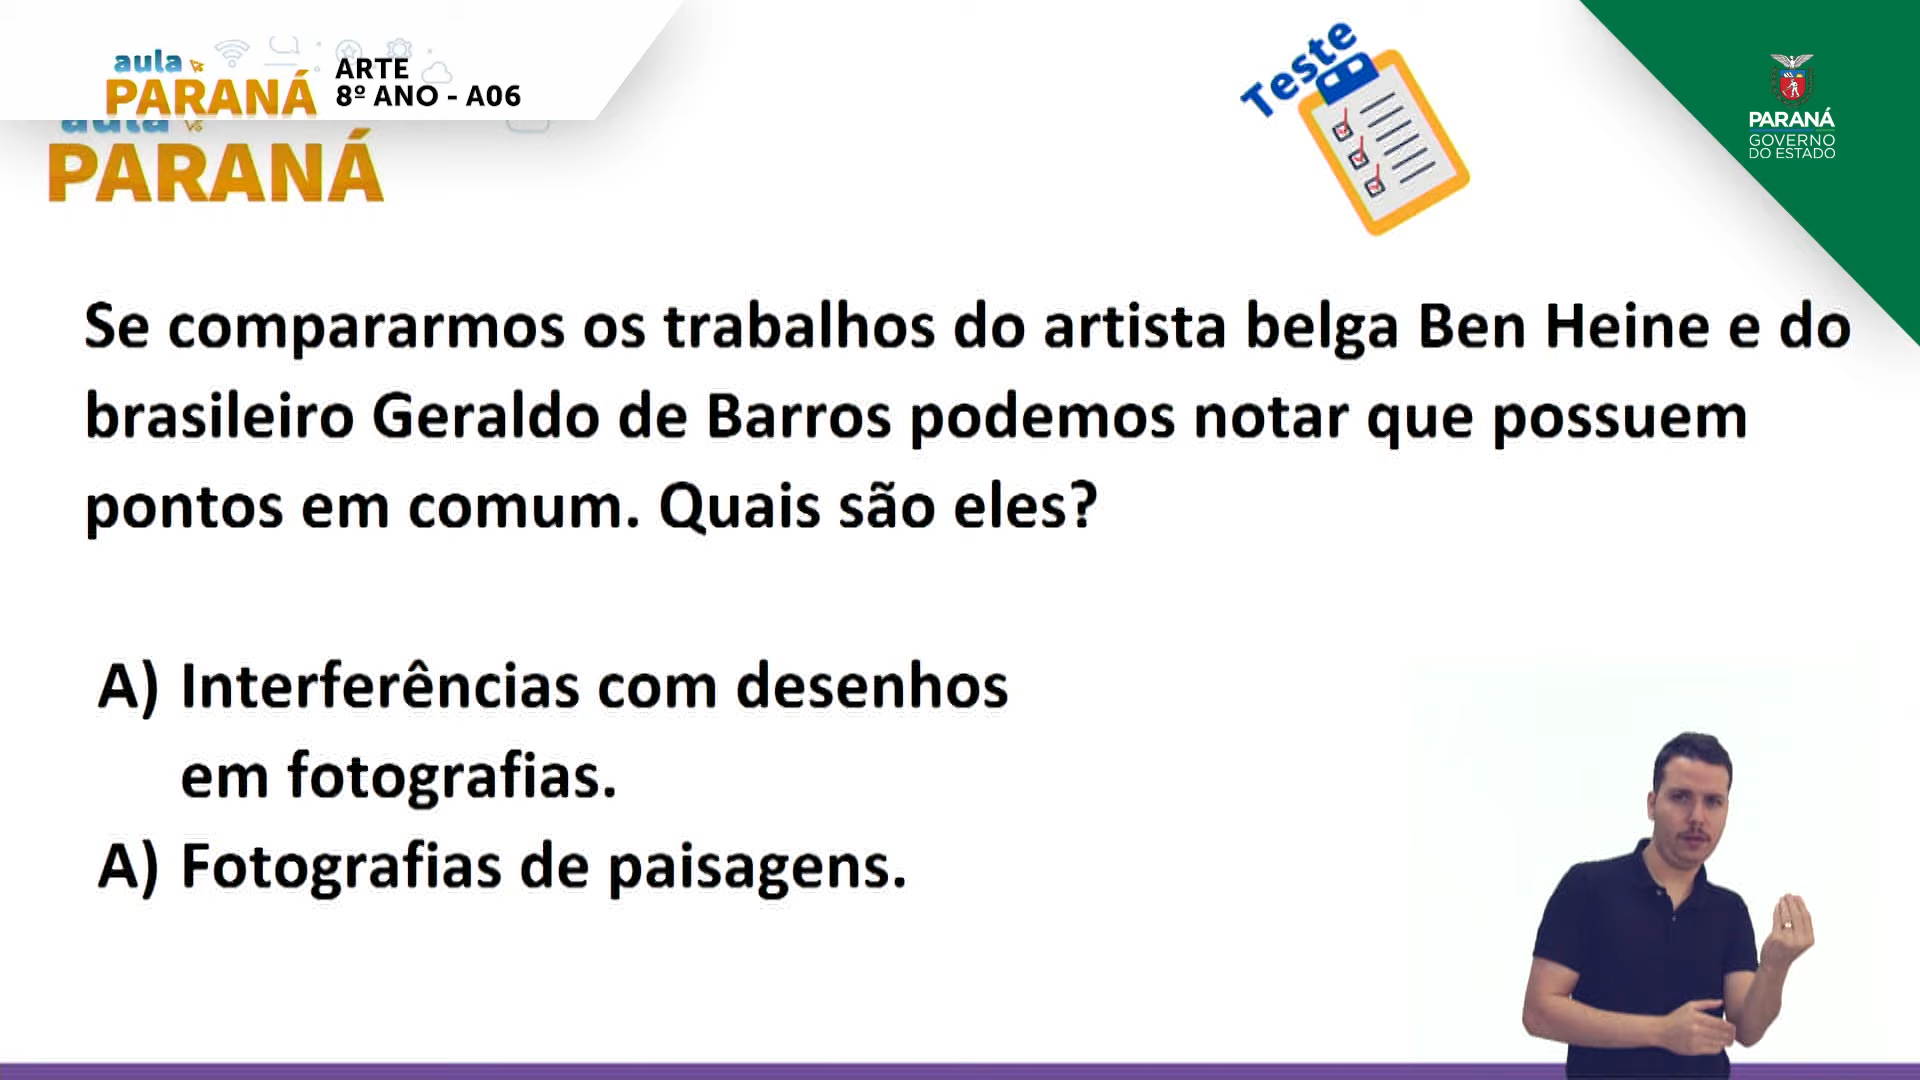 aula
PARANÁ
ARTE
8º ANO - A06
aula
PARANÁ
Teste
PARANÁ
GOVERNO
DO ESTADO
Se compararmos os trabalhos do artista belga Ben Heine e do
brasileiro Geraldo de Barros podemos notar que possuem
pontos em comum. Quais são eles?
A) Interferências com desenhos
em fotografias.
A) Fotografias de paisagens.